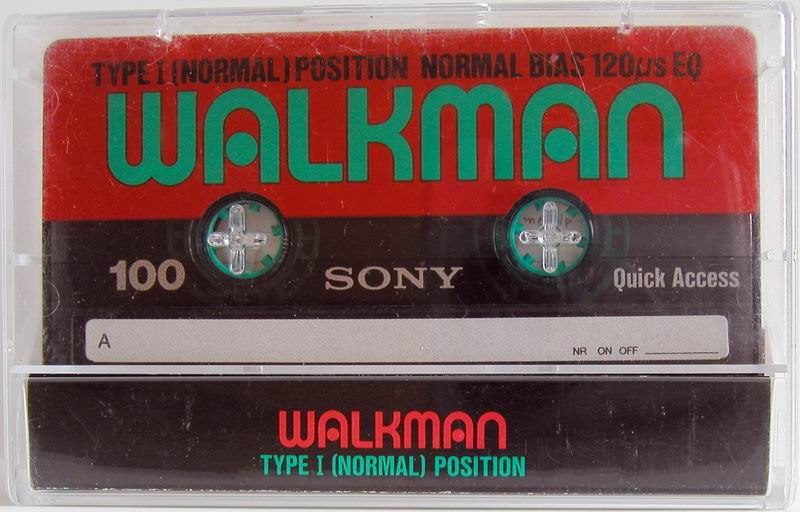 TYPE I (NORMAL) POSITION NORMAL BIAS 120µs EQ
WALKMAN
100 SONY Quick Access
A NR ON OFF
WALKMAN
TYPE I (NORMAL) POSITION